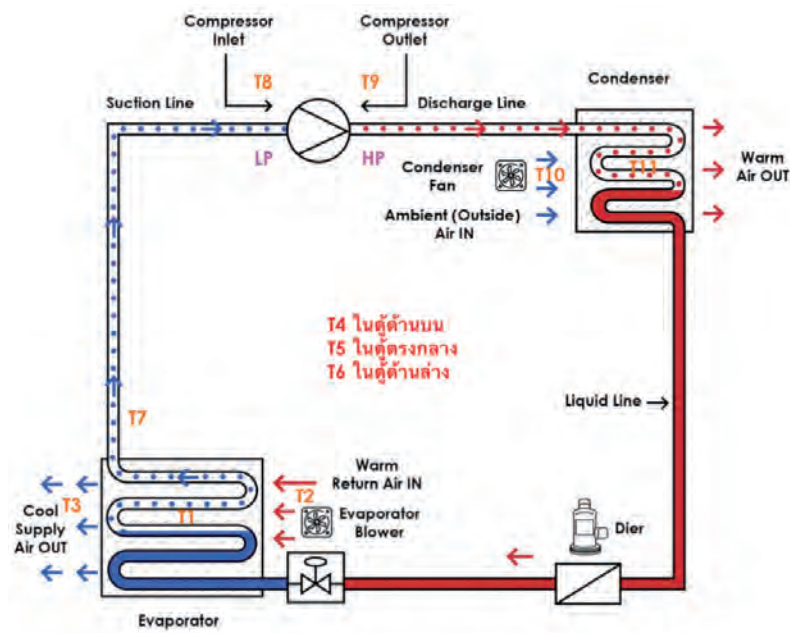 Compressor
Inlet
Compressor
Outlet
T8
T9
Condenser
Suction Line
Discharge Line
LP
HP
Condenser
Fan
T10
T11
Warm
Air OUT
Ambient (Outside)
Air IN
T4 ในตู้ด้านบน
T5 ในตู้ตรงกลาง
T6 ในตู้ด้านล่าง
Liquid Line
T7
Warm
Return Air IN
T3
T1
T2
Cool
Supply
Air OUT
Evaporator
Blower
Dier
Evaporator